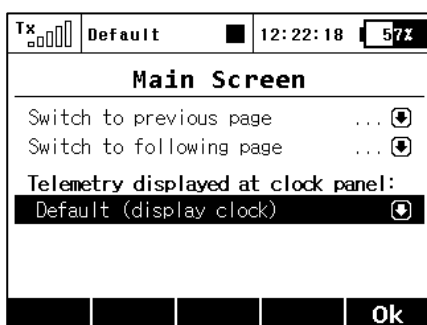 Tx Default 12:22:18 57%
Main Screen
Switch to previous page ...
Switch to following page ...
Telemetry displayed at clock panel:
Default (display clock)
Ok